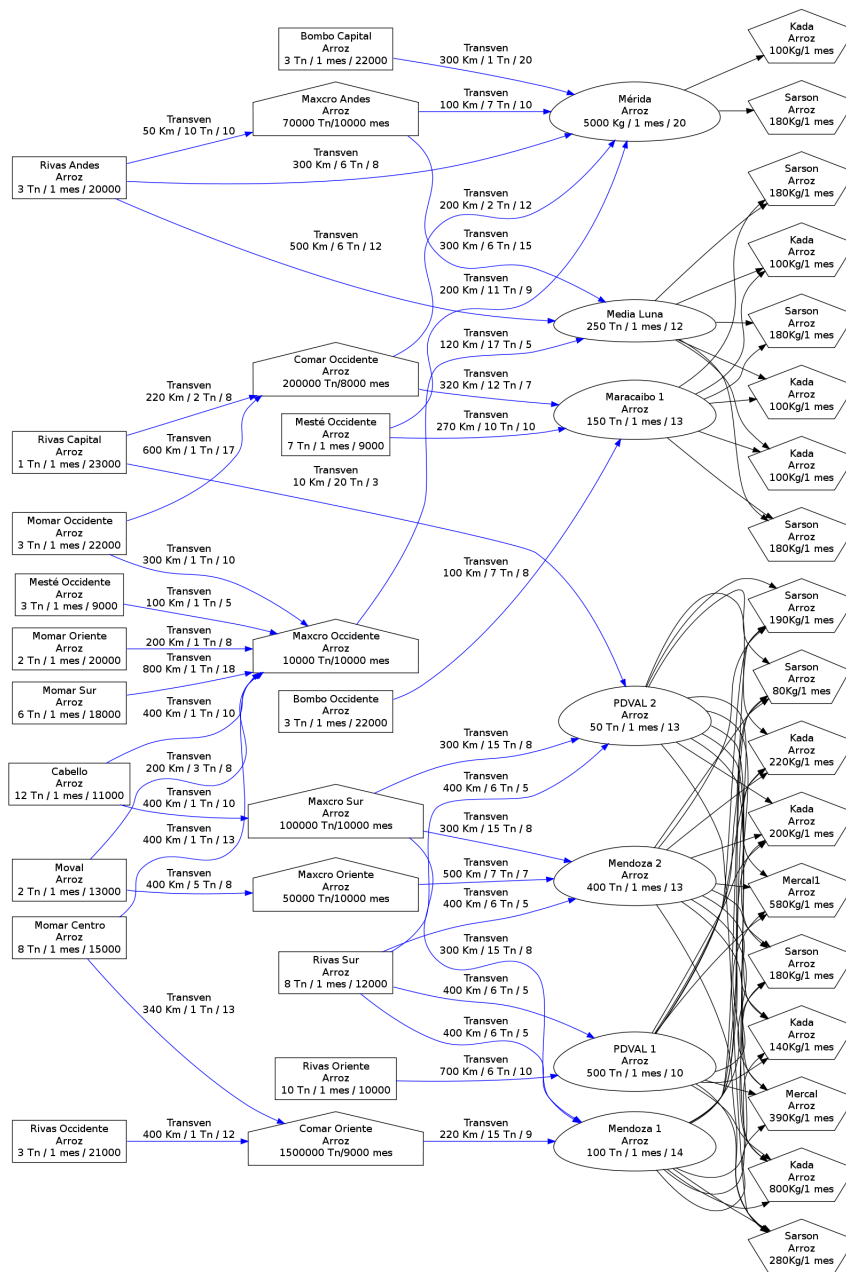 Bombo Capital
Arroz
3 Tn / 1 mes / 22000
Transven
300 Km / 1 Tn / 20
Kada
Arroz
100Kg/1 mes
Maxcro Andes
Arroz
70000 Tn/10000 mes
Transven
100 Km / 7 Tn / 10
Mérida
Arroz
5000 Kg / 1 mes / 20
Sarson
Arroz
180Kg/1 mes
Transven
50 Km / 10 Tn / 10
Rivas Andes
Arroz
3 Tn / 1 mes / 20000
Transven
300 Km / 6 Tn / 8
Transven
200 Km / 2 Tn / 12
Sarson
Arroz
180Kg/1 mes
Transven
500 Km / 6 Tn / 12
Transven
300 Km / 6 Tn / 15
Kada
Arroz
100Kg/1 mes
Transven
200 Km / 11 Tn / 9
Media Luna
Arroz
250 Tn / 1 mes / 12
Sarson
Arroz
180Kg/1 mes
Transven
120 Km / 17 Tn / 5
Comar Occidente
Arroz
200000 Tn/8000 mes
Transven
320 Km / 12 Tn / 7
Kada
Arroz
100Kg/1 mes
Transven
220 Km / 2 Tn / 8
Maracaibo 1
Arroz
150 Tn / 1 mes / 13
Mesté Occidente
Arroz
7 Tn / 1 mes / 9000
Transven
270 Km / 10 Tn / 10
Rivas Capital
Arroz
1 Tn / 1 mes / 23000
Transven
600 Km / 1 Tn / 17
Kada
Arroz
100Kg/1 mes
Transven
10 Km / 20 Tn / 3
Momar Occidente
Arroz
3 Tn / 1 mes / 22000
Sarson
Arroz
180Kg/1 mes
Transven
300 Km / 1 Tn / 10
Transven
100 Km / 7 Tn / 8
Mesté Occidente
Arroz
3 Tn / 1 mes / 9000
Transven
100 Km / 1 Tn / 5
Sarson
Arroz
190Kg/1 mes
Momar Oriente
Arroz
2 Tn / 1 mes / 20000
Transven
200 Km / 1 Tn / 8
Maxcro Occidente
Arroz
10000 Tn/10000 mes
Transven
800 Km / 1 Tn / 18
Sarson
Arroz
80Kg/1 mes
Momar Sur
Arroz
6 Tn / 1 mes / 18000
Transven
400 Km / 1 Tn / 10
Bombo Occidente
Arroz
3 Tn / 1 mes / 22000
PDVAL 2
Arroz
50 Tn / 1 mes / 13
Kada
Arroz
220Kg/1 mes
Transven
300 Km / 15 Tn / 8
Transven
200 Km / 3 Tn / 8
Cabello
Arroz
12 Tn / 1 mes / 11000
Transven
400 Km / 1 Tn / 10
Transven
400 Km / 6 Tn / 5
Maxcro Sur
Arroz
100000 Tn/10000 mes
Kada
Arroz
200Kg/1 mes
Transven
400 Km / 1 Tn / 13
Transven
300 Km / 15 Tn / 8
Moval
Arroz
2 Tn / 1 mes / 13000
Transven
400 Km / 5 Tn / 8
Maxcro Oriente
Arroz
50000 Tn/10000 mes
Transven
500 Km / 7 Tn / 7
Mendoza 2
Arroz
400 Tn / 1 mes / 13
Mercal1
Arroz
580Kg/1 mes
Transven
400 Km / 6 Tn / 5
Momar Centro
Arroz
8 Tn / 1 mes / 15000
Transven
300 Km / 15 Tn / 8
Sarson
Arroz
180Kg/1 mes
Rivas Sur
Arroz
8 Tn / 1 mes / 12000
Transven
400 Km / 6 Tn / 5
Transven
340 Km / 1 Tn / 13
Transven
400 Km / 6 Tn / 5
Kada
Arroz
140Kg/1 mes
Rivas Oriente
Arroz
10 Tn / 1 mes / 10000
Transven
700 Km / 6 Tn / 10
PDVAL 1
Arroz
500 Tn / 1 mes / 10
Mercal
Arroz
390Kg/1 mes
Rivas Occidente
Arroz
3 Tn / 1 mes / 21000
Transven
400 Km / 1 Tn / 12
Comar Oriente
Arroz
1500000 Tn/9000 mes
Transven
220 Km / 15 Tn / 9
Mendoza 1
Arroz
100 Tn / 1 mes / 14
Kada
Arroz
800Kg/1 mes
Sarson
Arroz
280Kg/1 mes